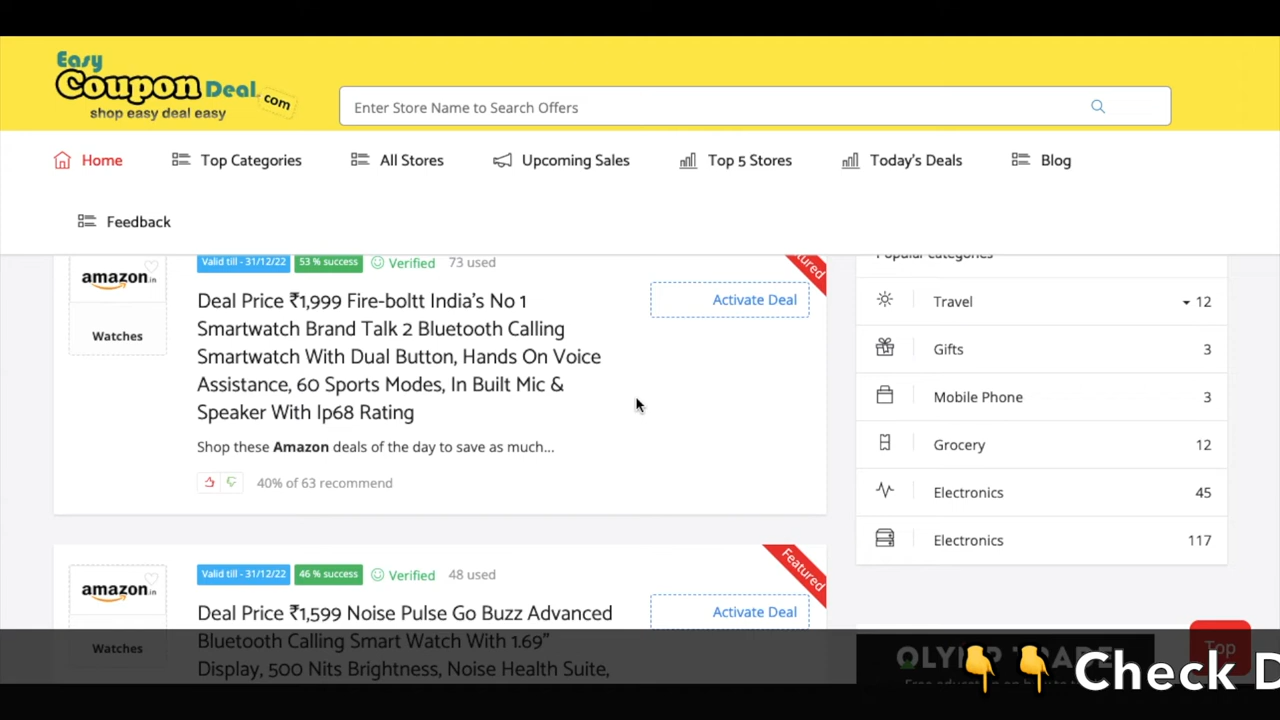 Easy
Coupon Deal
.com
shop easy deal easy
Enter Store Name to Search Offers
Home
Top Categories
All Stores
Upcoming Sales
Top 5 Stores
Today's Deals
Blog
Feedback
amazon.in
Watches
Valid till - 31/12/22
53 % success
Verified
73 used
Deal Price ₹1,999 Fire-boltt India's No 1
Smartwatch Brand Talk 2 Bluetooth Calling
Smartwatch With Dual Button, Hands On Voice
Assistance, 60 Sports Modes, In Built Mic &
Speaker With Ip68 Rating
Shop these Amazon deals of the day to save as much...
40% of 63 recommend
Activate Deal
Popular categories
Travel 12
Gifts 3
Mobile Phone 3
Grocery 12
Electronics 45
Electronics 117
amazon.in
Watches
Valid till - 31/12/22
46 % success
Verified
48 used
Featured
Deal Price ₹1,599 Noise Pulse Go Buzz Advanced
Bluetooth Calling Smart Watch With 1.69"
Display, 500 Nits Brightness, Noise Health Suite,
Activate Deal
Top
Check D